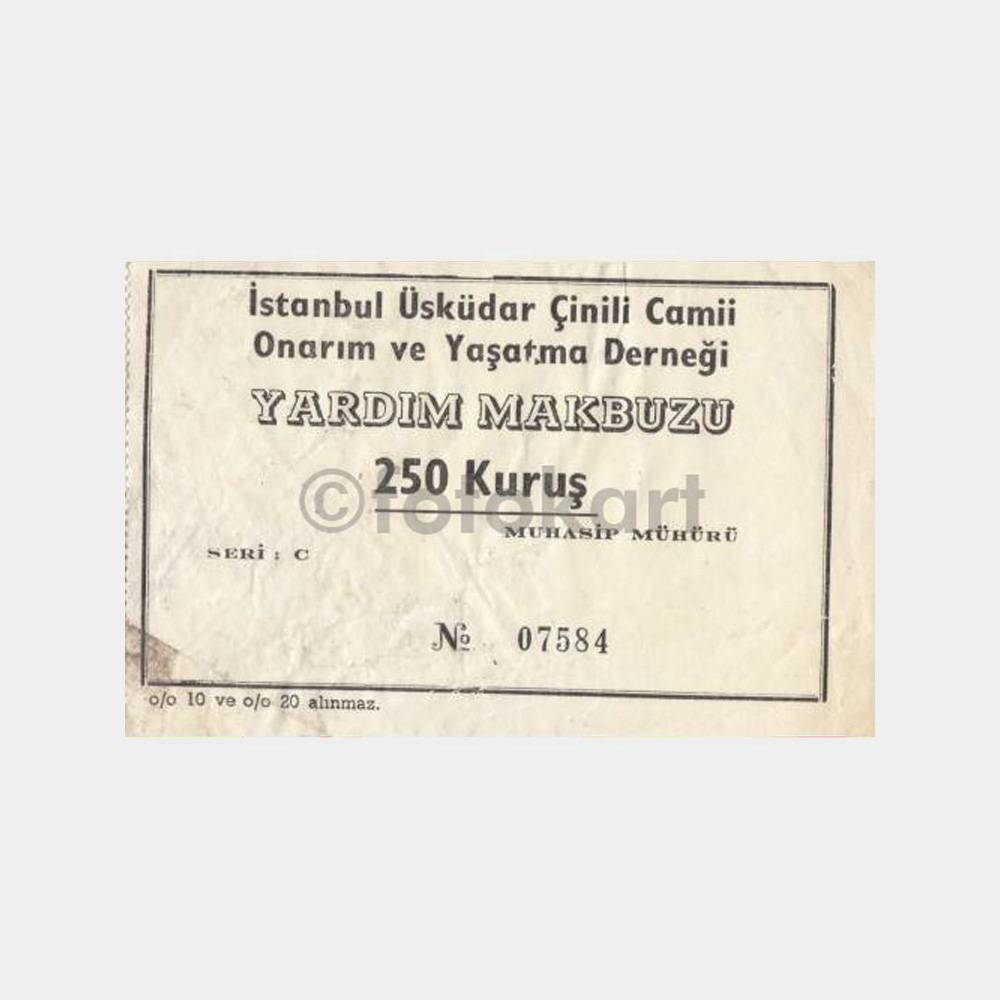 İstanbul Üsküdar Çinili Camii
Onarım ve Yaşatma Derneği
YARDIM MAKBUZU
250 Kuruş
©fotokart
MUHASİP MÜHÜRÜ
SERİ : C
№ 07584
o/o 10 ve o/o 20 alınmaz.